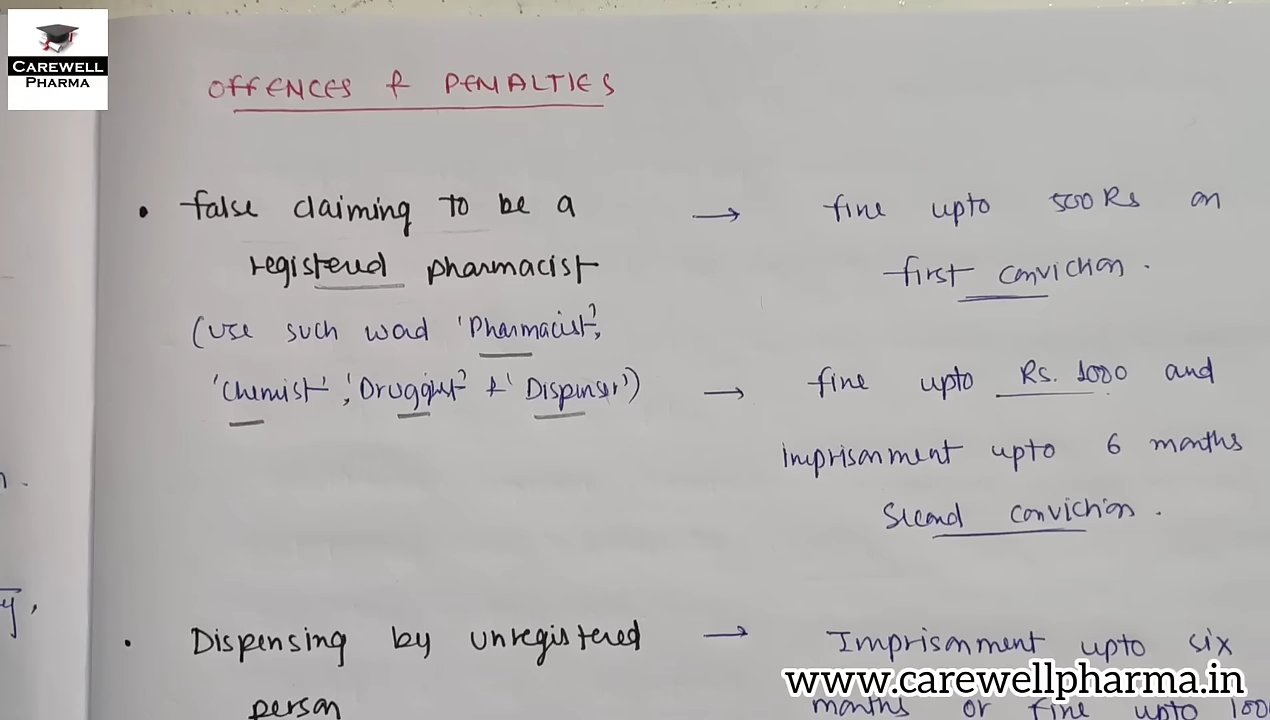 CAREWELL
PHARMA
OFFENCES & PENALTIES
• false claiming to be a → fine upto 500 Rs on
registered pharmacist first conviction.
(use such word 'Pharmacist',
'Chemist', 'Druggist' & 'Dispenser') → fine upto Rs. 1000 and
imprisonment upto 6 months
second conviction.
• Dispensing by unregistered → Imprisonment upto six
person months or fine upto
www.carewellpharma.in